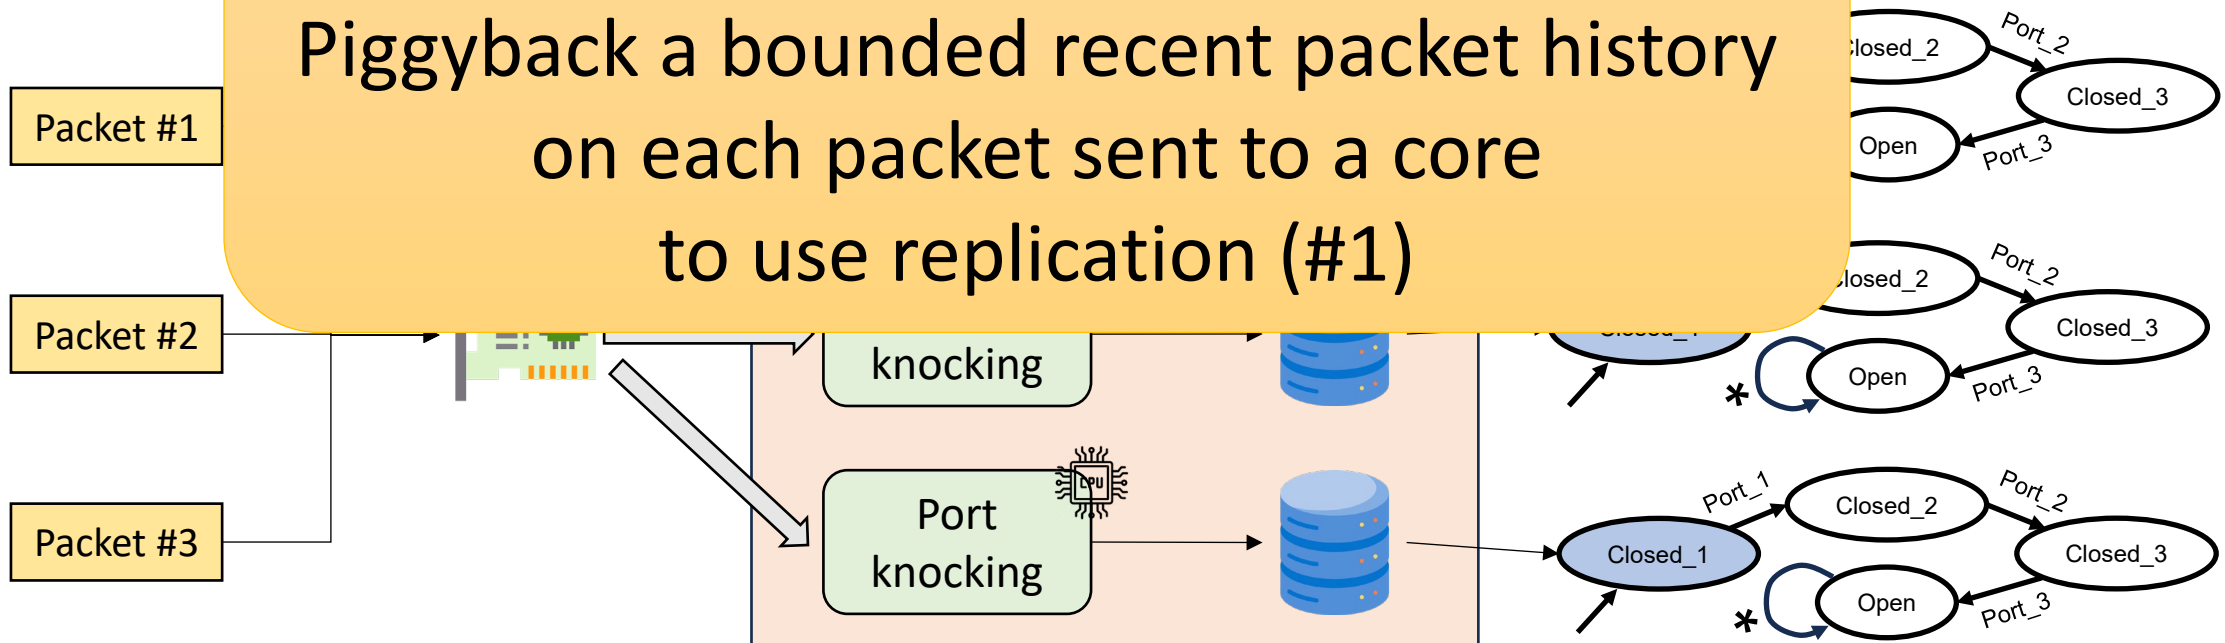 Piggyback a bounded recent packet history
on each packet sent to a core
to use replication (#1)
Packet #1
Closed_2
Port_2
Closed_3
Open
Port_3
Packet #2
knocking
Closed_2
Port_2
Closed_3
Open
Port_3
*
Packet #3
Port
knocking
CPU
Closed_1
Port_1
Closed_2
Port_2
Closed_3
Open
Port_3
*